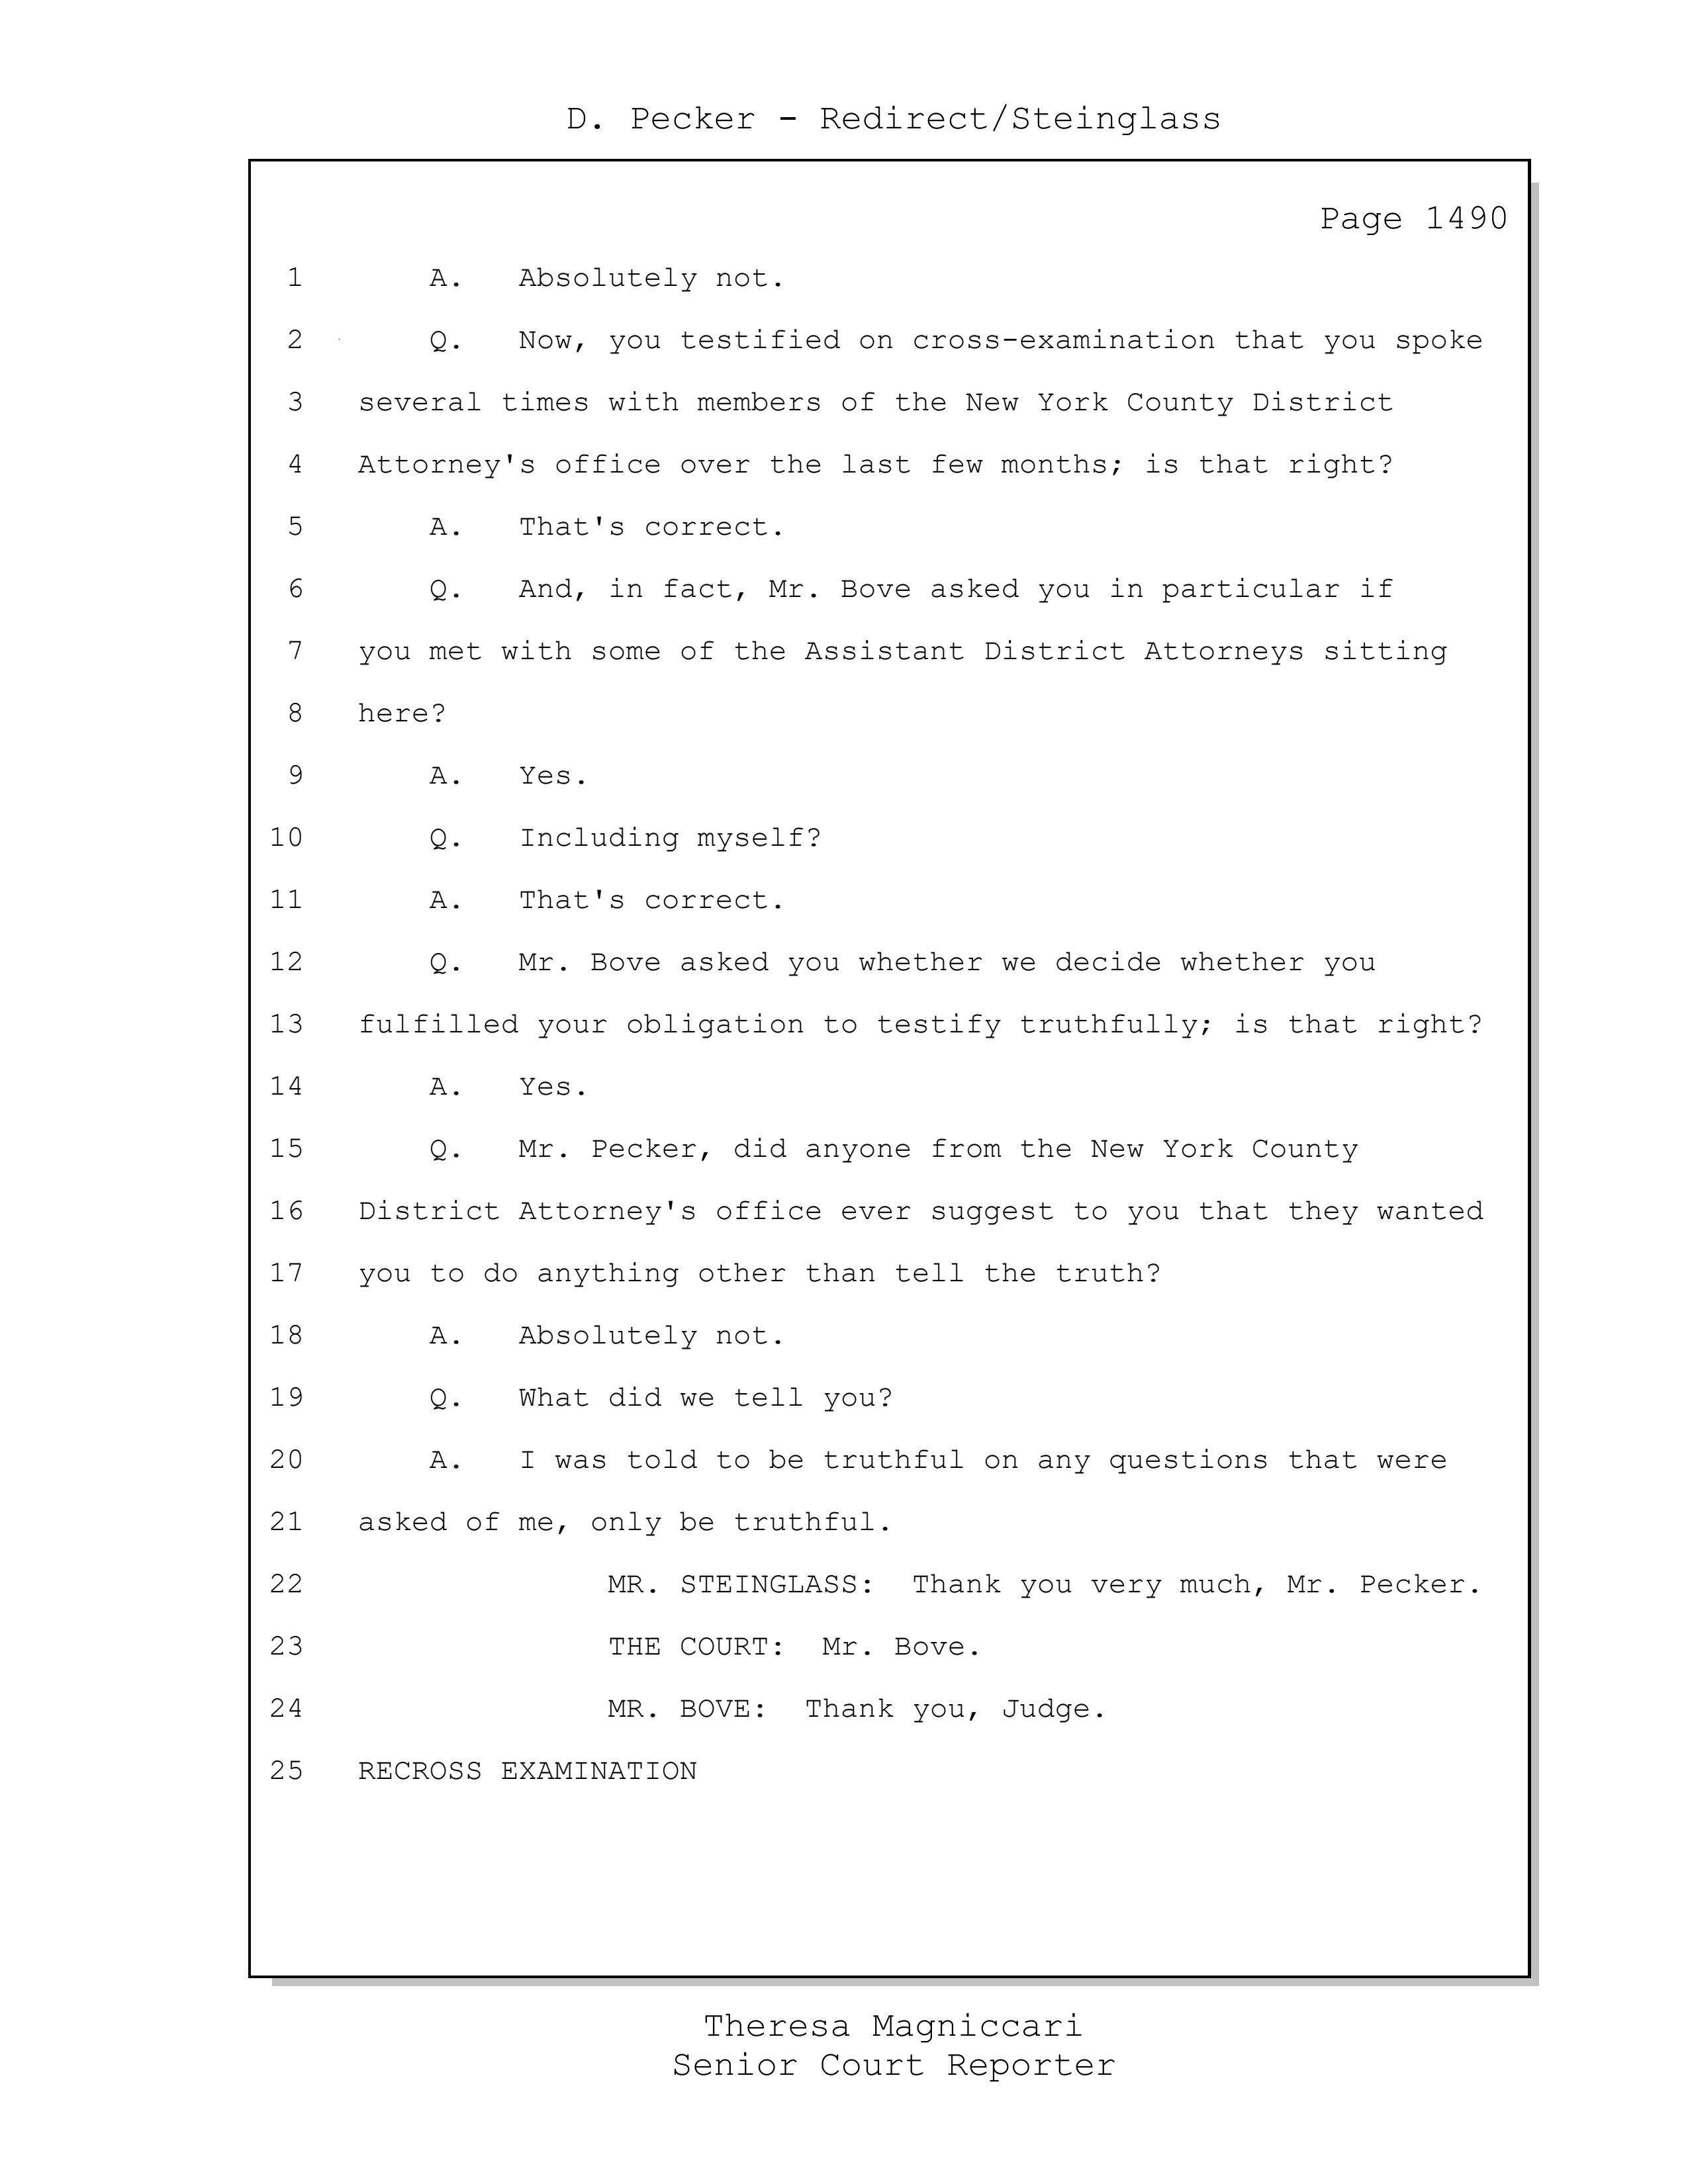 D. Pecker - Redirect/Steinglass
Page 1490
1 A. Absolutely not.
2 Q. Now, you testified on cross-examination that you spoke
3 several times with members of the New York County District
4 Attorney's office over the last few months; is that right?
5 A. That's correct.
6 Q. And, in fact, Mr. Bove asked you in particular if
7 you met with some of the Assistant District Attorneys sitting
8 here?
9 A. Yes.
10 Q. Including myself?
11 A. That's correct.
12 Q. Mr. Bove asked you whether we decide whether you
13 fulfilled your obligation to testify truthfully; is that right?
14 A. Yes.
15 Q. Mr. Pecker, did anyone from the New York County
16 District Attorney's office ever suggest to you that they wanted
17 you to do anything other than tell the truth?
18 A. Absolutely not.
19 Q. What did we tell you?
20 A. I was told to be truthful on any questions that were
21 asked of me, only be truthful.
22 MR. STEINGLASS: Thank you very much, Mr. Pecker.
23 THE COURT: Mr. Bove.
24 MR. BOVE: Thank you, Judge.
25 RECROSS EXAMINATION
Theresa Magniccari
Senior Court Reporter